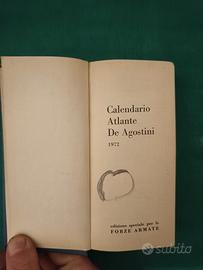 Calendario
Atlante
De Agostini
1972
edizione speciale per le
FORZE ARMATE
subito